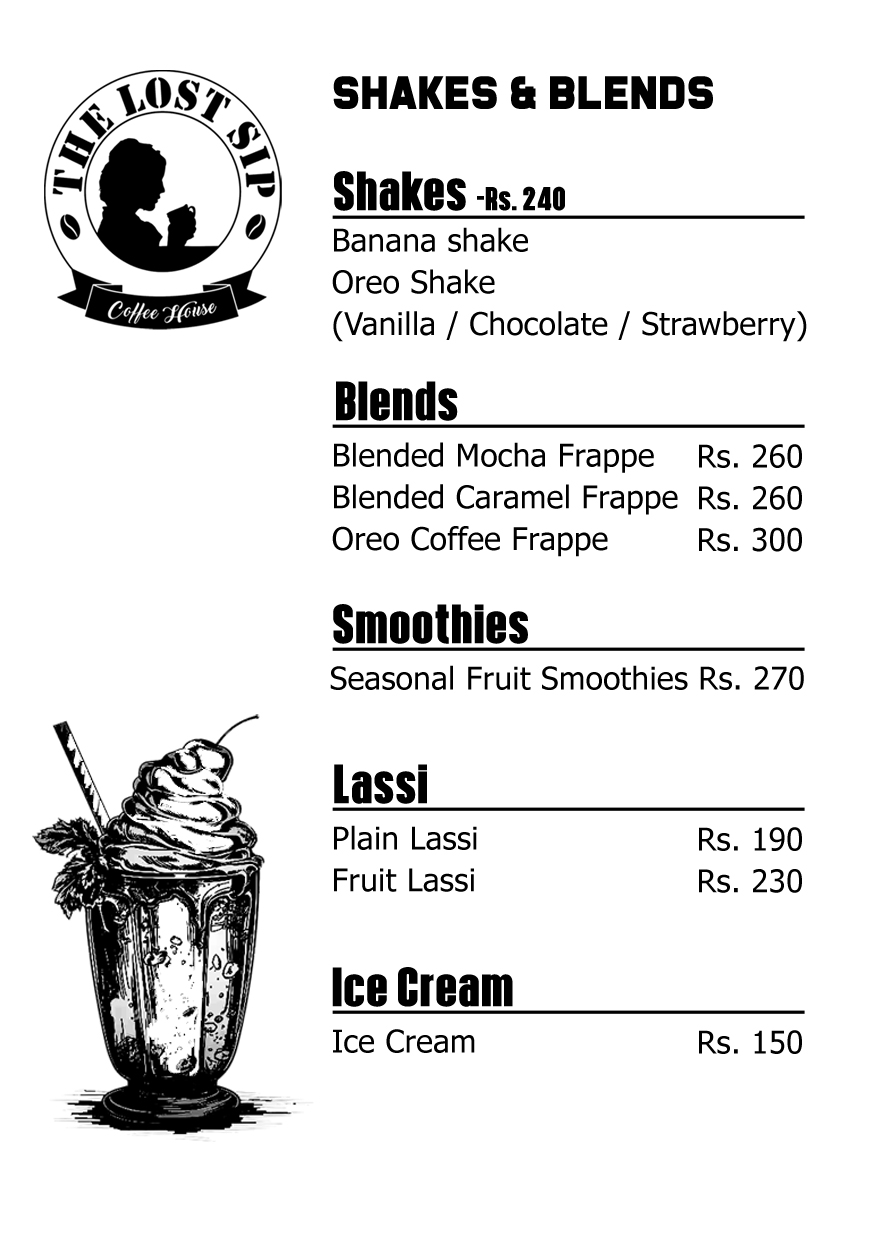 THE LOST SIP
Coffee House
SHAKES & BLENDS
Shakes -Rs. 240
Banana shake
Oreo Shake
(Vanilla / Chocolate / Strawberry)
Blends
Blended Mocha Frappe Rs. 260
Blended Caramel Frappe Rs. 260
Oreo Coffee Frappe Rs. 300
Smoothies
Seasonal Fruit Smoothies Rs. 270
Lassi
Plain Lassi Rs. 190
Fruit Lassi Rs. 230
Ice Cream
Ice Cream Rs. 150